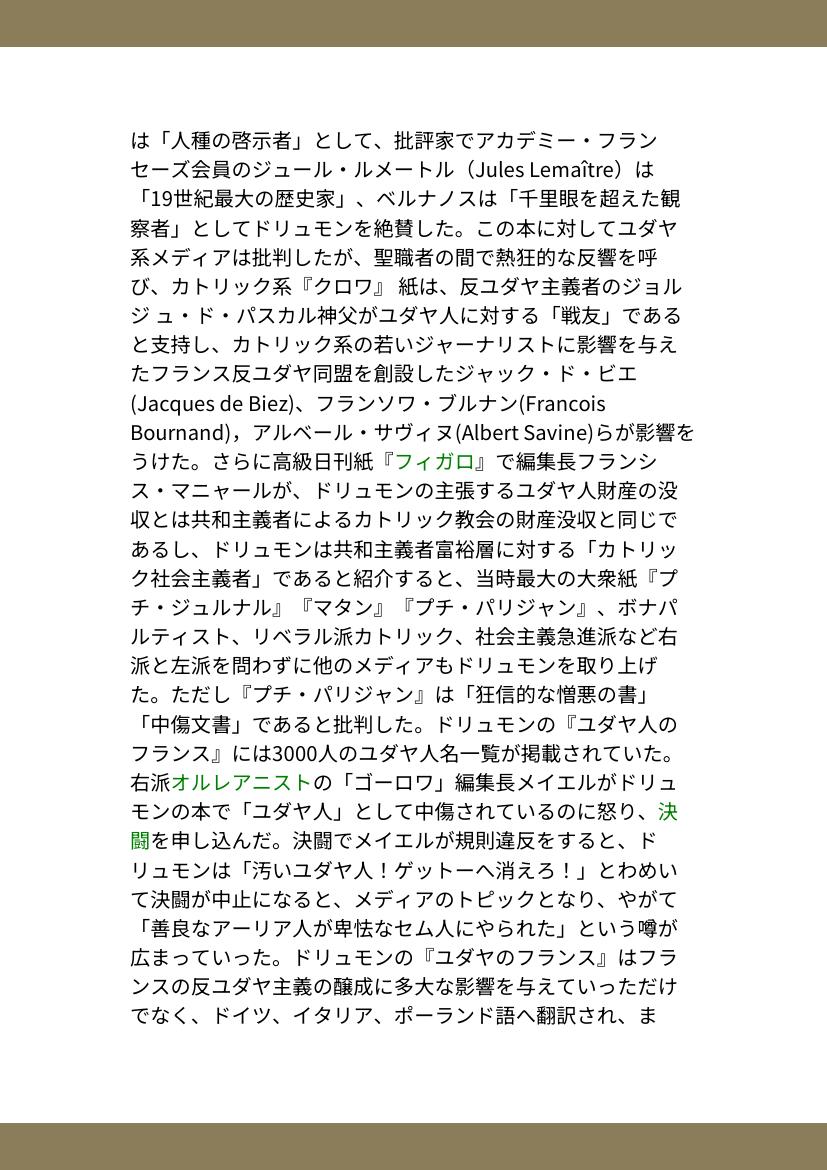 は「人種の啓示者」として、批評家でアカデミー・フラン
セーズ会員のジュール・ルメートル（Jules Lemaître）は
「19世紀最大の歴史家」、ベルナノスは「千里眼を超えた観
察者」としてドリュモンを絶賛した。この本に対してユダヤ
系メディアは批判したが、聖職者の間で熱狂的な反響を呼
び、カトリック系『クロワ』 紙は、反ユダヤ主義者のジョル
ジ ュ・ド・パスカル神父がユダヤ人に対する「戦友」である
と支持し、カトリック系の若いジャーナリストに影響を与え
たフランス反ユダヤ同盟を創設したジャック・ド・ビエ
(Jacques de Biez)、フランソワ・ブルナン(Francois
Bournand)，アルベール・サヴィヌ(Albert Savine)らが影響を
うけた。さらに高級日刊紙『フィガロ』で編集長フランシ
ス・マニャールが、ドリュモンの主張するユダヤ人財産の没
収とは共和主義者によるカトリック教会の財産没収と同じで
あるし、ドリュモンは共和主義者富裕層に対する「カトリッ
ク社会主義者」であると紹介すると、当時最大の大衆紙『プ
チ・ジュルナル』『マタン』『プチ・パリジャン』、ボナパ
ルティスト、リベラル派カトリック、社会主義急進派など右
派と左派を問わずに他のメディアもドリュモンを取り上げ
た。ただし『プチ・パリジャン』は「狂信的な憎悪の書」
「中傷文書」であると批判した。ドリュモンの『ユダヤ人の
フランス』には3000人のユダヤ人名一覧が掲載されていた。
右派オルレアニストの「ゴーロワ」編集長メイエルがドリュ
モンの本で「ユダヤ人」として中傷されているのに怒り、決
闘を申し込んだ。決闘でメイエルが規則違反をすると、ド
リュモンは「汚いユダヤ人！ゲットーへ消えろ！」とわめい
て決闘が中止になると、メディアのトピックとなり、やがて
「善良なアーリア人が卑怯なセム人にやられた」という噂が
広まっていった。ドリュモンの『ユダヤのフランス』はフラ
ンスの反ユダヤ主義の醸成に多大な影響を与えていっただけ
でなく、ドイツ、イタリア、ポーランド語へ翻訳され、ま